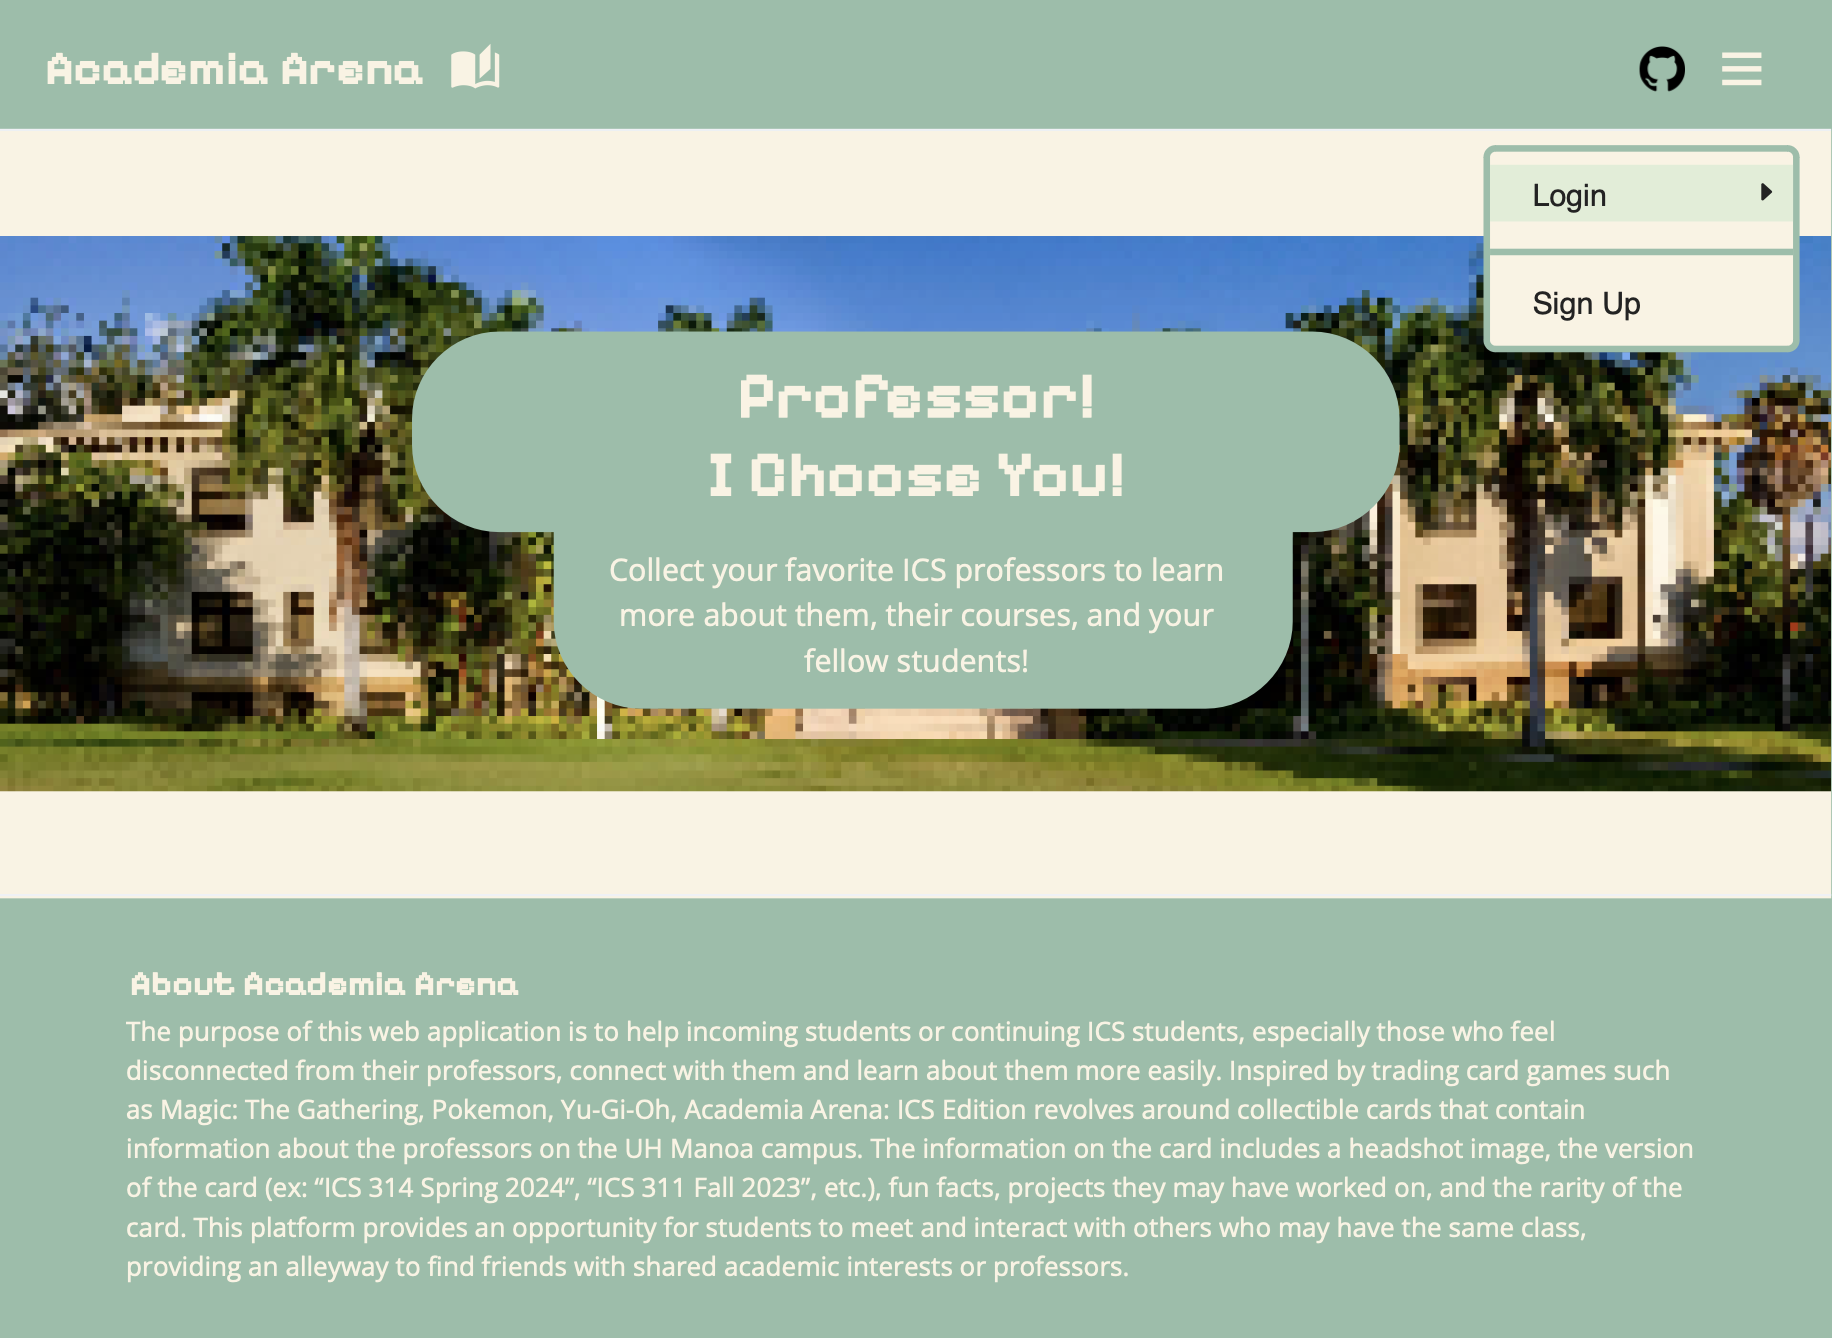 Academia Arena
Login
Sign Up
Professor!
I Choose You!
Collect your favorite ICS professors to learn
more about them, their courses, and your
fellow students!
About Academia Arena
The purpose of this web application is to help incoming students or continuing ICS students, especially those who feel
disconnected from their professors, connect with them and learn about them more easily. Inspired by trading card games such
as Magic: The Gathering, Pokemon, Yu-Gi-Oh, Academia Arena: ICS Edition revolves around collectible cards that contain
information about the professors on the UH Manoa campus. The information on the card includes a headshot image, the version
of the card (ex: “ICS 314 Spring 2024”, “ICS 311 Fall 2023”, etc.), fun facts, projects they may have worked on, and the rarity of the
card. This platform provides an opportunity for students to meet and interact with others who may have the same class,
providing an alleyway to find friends with shared academic interests or professors.